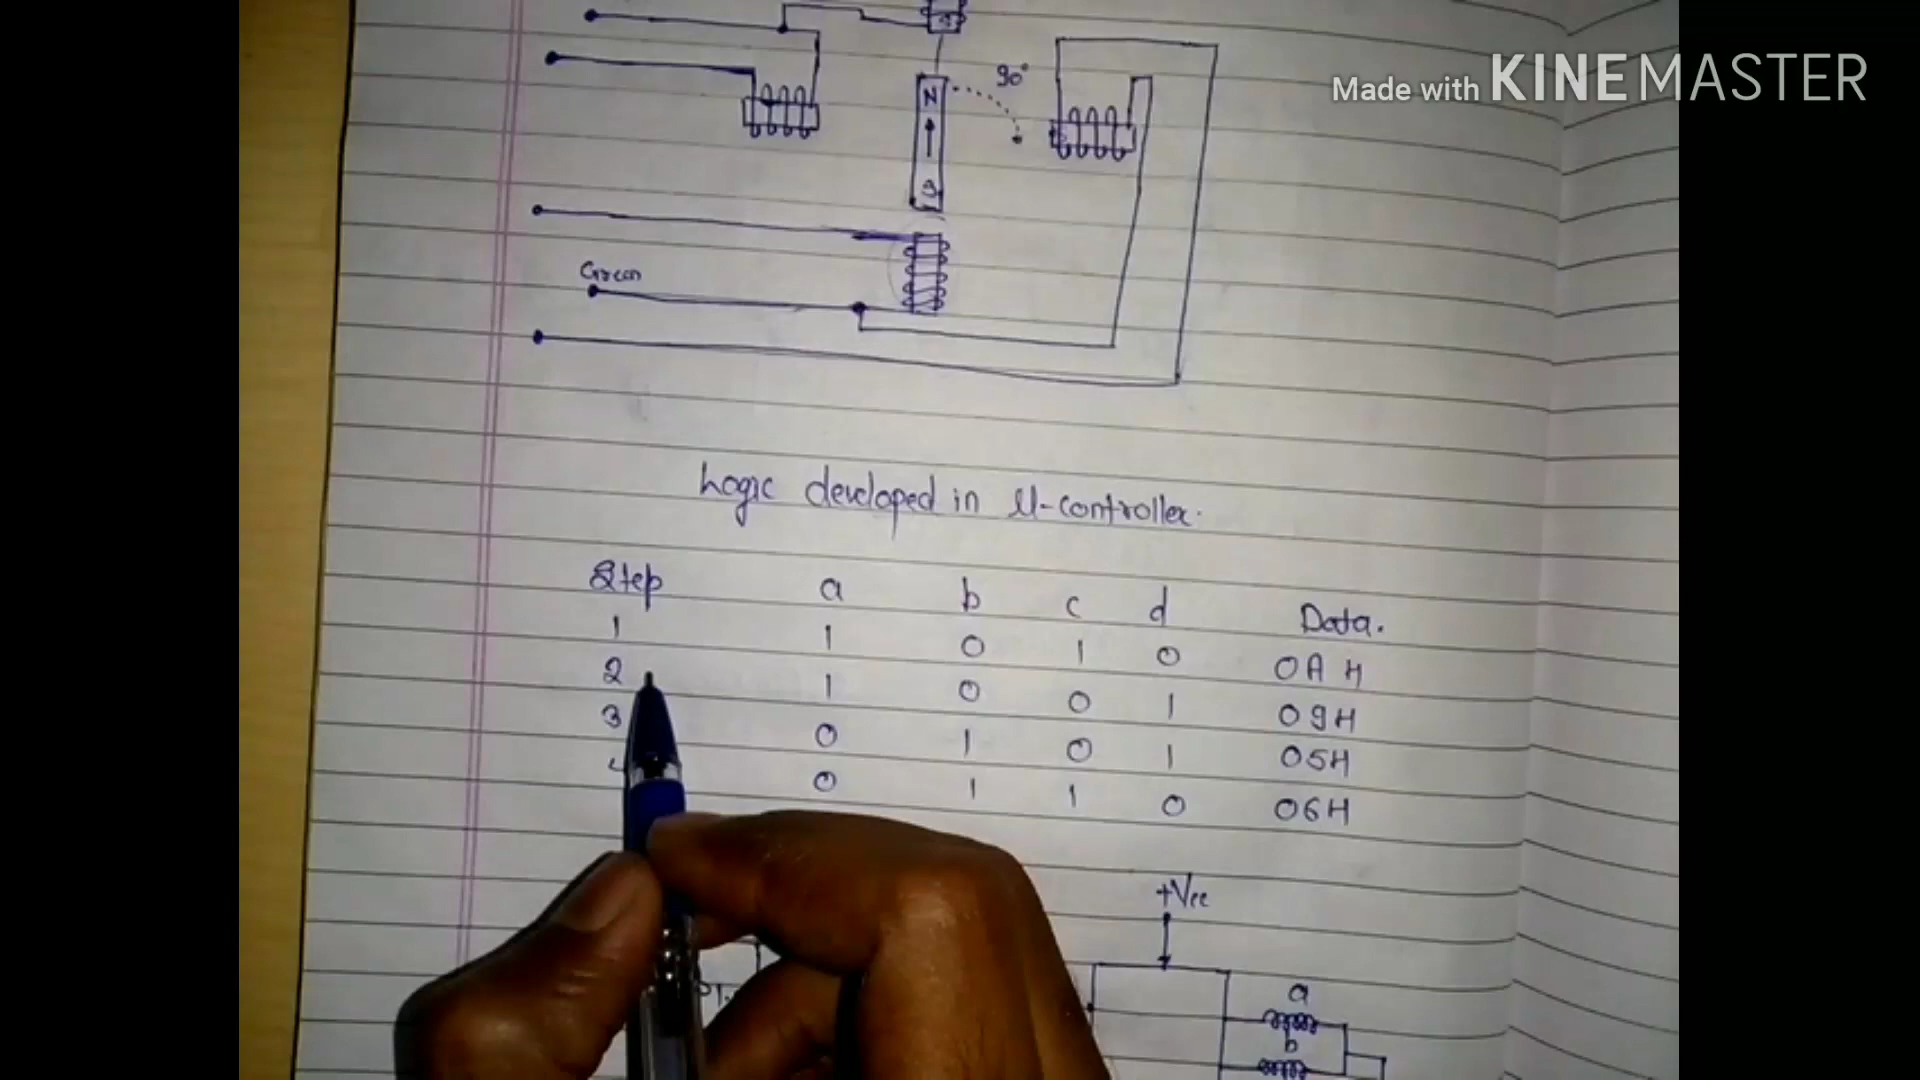 Made with KINEMASTER
90°
N
S
Green
Logic developed in μ-controller.
Step a b c d Data.
1 1 0 1 0 0A H
2 1 0 0 1 09H
3 0 1 0 1 05H
0 1 1 0 06H
+Vcc
a
b